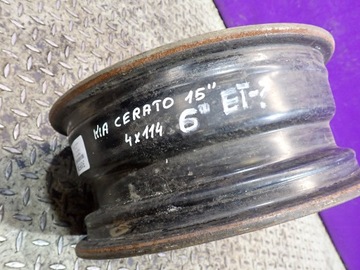 KIA CERATO 15"
4x114 6" ET-?